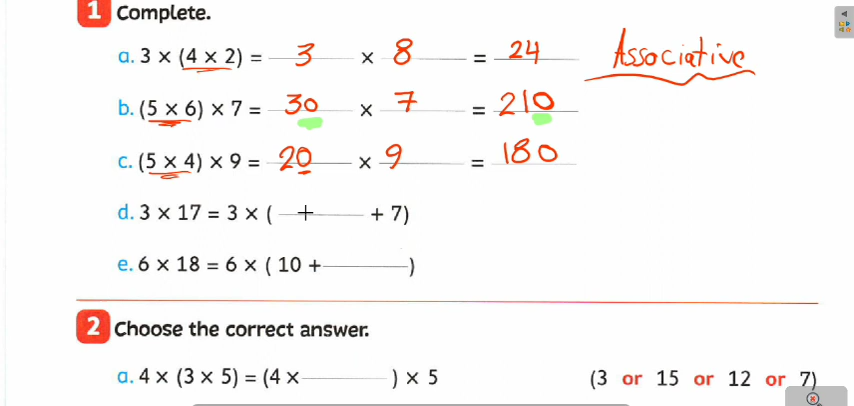 1 Complete.
a. 3 × (4 × 2) = 3 × 8 = 24 Associative
b. (5 × 6) × 7 = 30 × 7 = 210
c. (5 × 4) × 9 = 20 × 9 = 180
d. 3 × 17 = 3 × ( + 7)
e. 6 × 18 = 6 × ( 10 + )
2 Choose the correct answer.
a. 4 × (3 × 5) = (4 × ) × 5 (3 or 15 or 12 or 7)